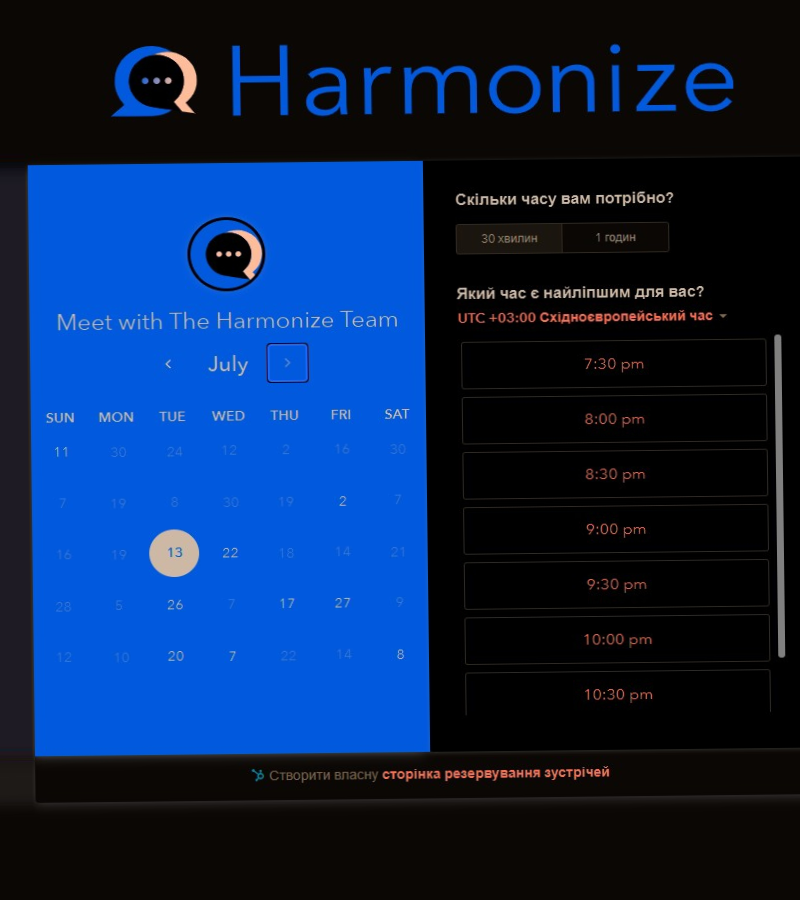 Harmonize
Meet with The Harmonize Team
July
SUN MON TUE WED THU FRI SAT
11 30 24 12 2 16 30
7 19 8 30 19 2 7
16 19 13 22 18 14 21
28 5 26 7 17 27 9
12 10 20 7 22 14 8
Скільки часу вам потрібно?
30 хвилин 1 годин
Який час є найліпшим для вас?
UTC +03:00 Східноєвропейський час
7:30 pm
8:00 pm
8:30 pm
9:00 pm
9:30 pm
10:00 pm
10:30 pm
Створити власну сторінка резервування зустрічей